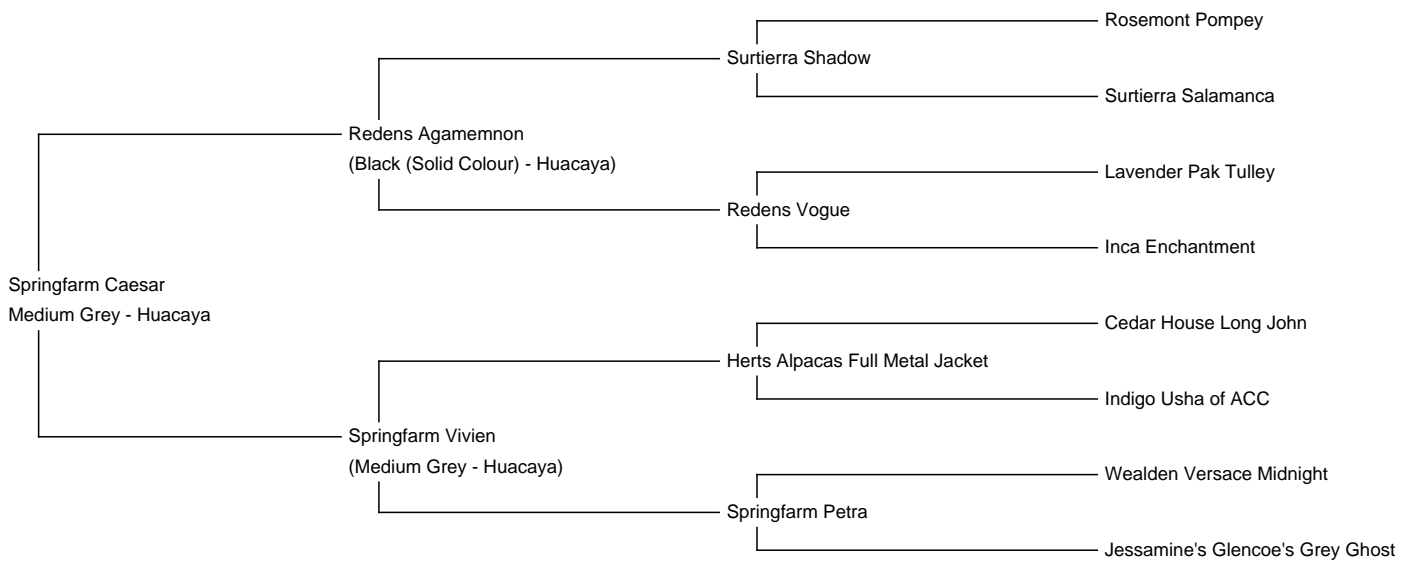 Rosemont Pompey
Surtierra Shadow
Surtierra Salamanca
Redens Agamemnon
(Black (Solid Colour) - Huacaya)
Lavender Pak Tulley
Redens Vogue
Inca Enchantment
Springfarm Caesar
Medium Grey - Huacaya
Cedar House Long John
Herts Alpacas Full Metal Jacket
Indigo Usha of ACC
Springfarm Vivien
(Medium Grey - Huacaya)
Wealden Versace Midnight
Springfarm Petra
Jessamine's Glencoe's Grey Ghost